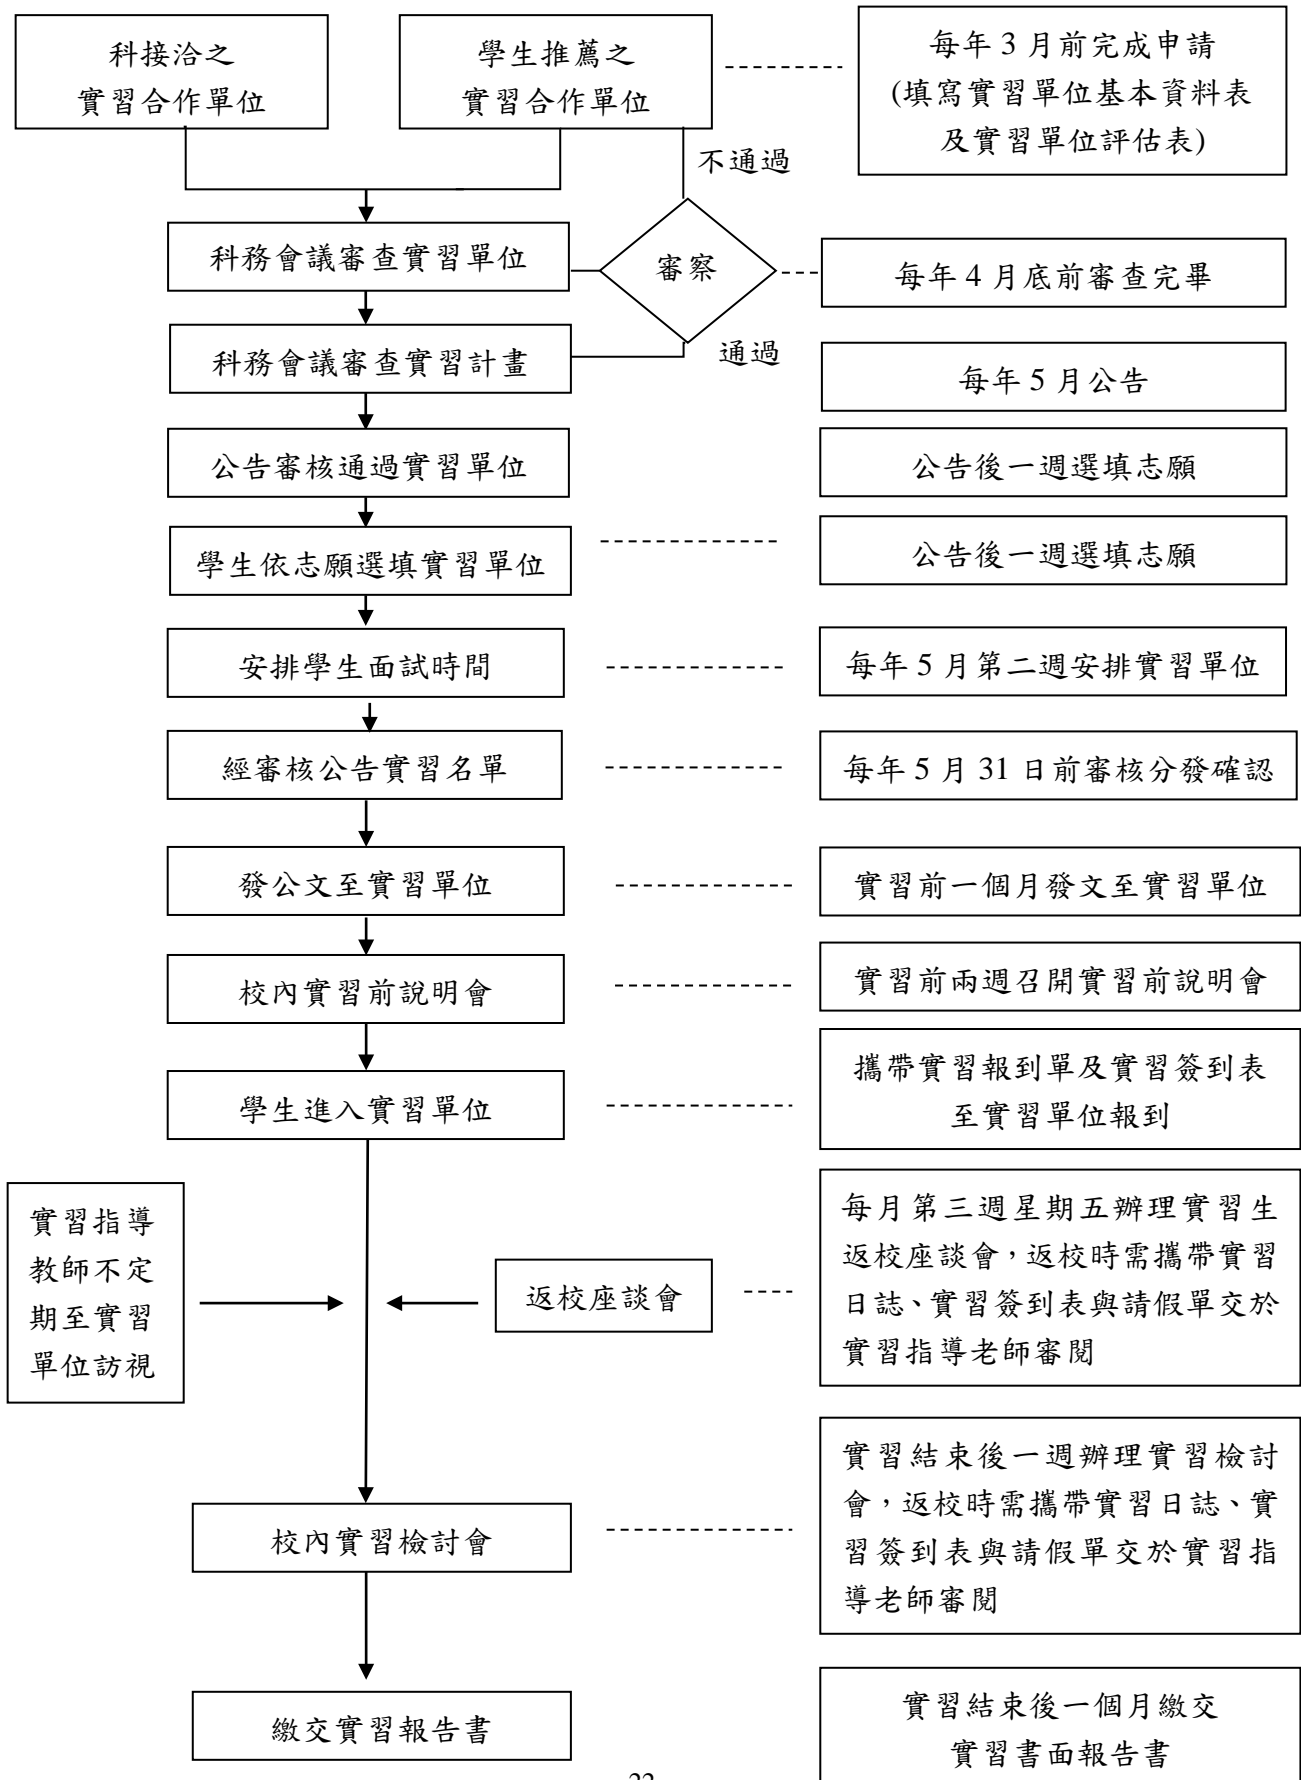 科接洽之
實習合作單位
學生推薦之
實習合作單位
每年 3 月前完成申請
(填寫實習單位基本資料表
及實習單位評估表)
不通過
科務會議審查實習單位
審察
每年 4 月底前審查完畢
科務會議審查實習計畫
通過
每年 5 月公告
公告審核通過實習單位
公告後一週選填志願
學生依志願選填實習單位
公告後一週選填志願
安排學生面試時間
每年 5 月第二週安排實習單位
經審核公告實習名單
每年 5 月 31 日前審核分發確認
發公文至實習單位
實習前一個月發文至實習單位
校內實習前說明會
實習前兩週召開實習前說明會
學生進入實習單位
攜帶實習報到單及實習簽到表
至實習單位報到
實習指導
教師不定
期至實習
單位訪視
返校座談會
每月第三週星期五辦理實習生
返校座談會，返校時需攜帶實習
日誌、實習簽到表與請假單交於
實習指導老師審閱
校內實習檢討會
實習結束後一週辦理實習檢討
會，返校時需攜帶實習日誌、實
習簽到表與請假單交於實習指
導老師審閱
繳交實習報告書
實習結束後一個月繳交
實習書面報告書